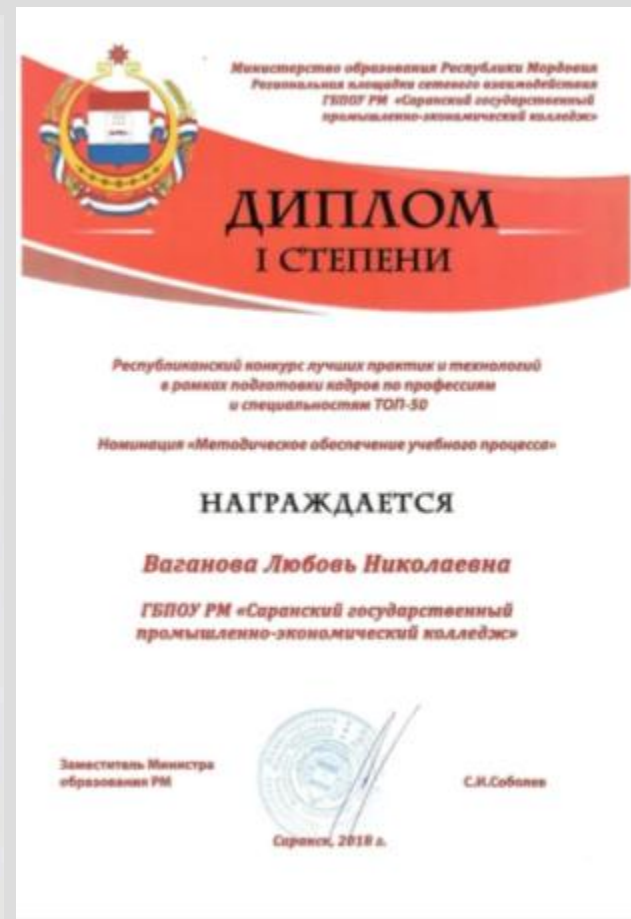 Министерство образования Республики Мордовия
Региональная площадка сетевого взаимодействия
ГБПОУ РМ «Саранский государственный
промышленно-экономический колледж»
ДИПЛОМ
I СТЕПЕНИ
Республиканский конкурс лучших практик и технологий
в рамках подготовки кадров по профессиям
и специальностям ТОП-50
Номинация «Методическое обеспечение учебного процесса»
НАГРАЖДАЕТСЯ
Ваганова Любовь Николаевна
ГБПОУ РМ «Саранский государственный
промышленно-экономический колледж»
Заместитель Министра
образования РМ
С.И.Соболев
Саранск, 2018 г.